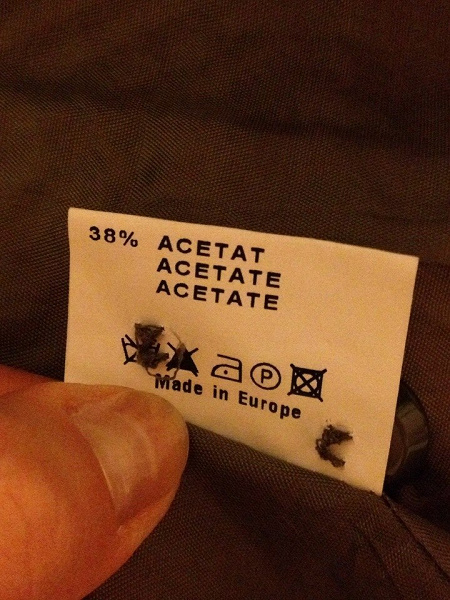 38% ACETAT
ACETATE
ACETATE
P
Made in Europe